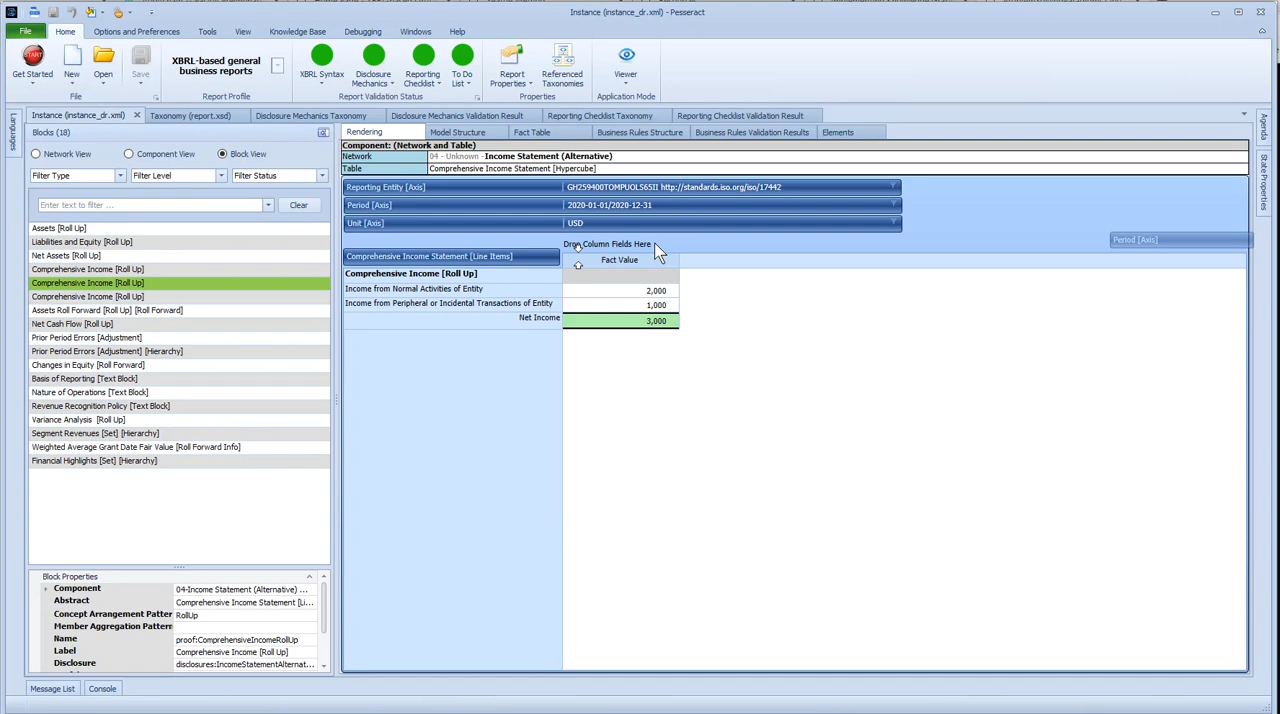 Instance (instance_dr.xml) - Pesseract
File Home Options and Preferences Tools View Knowledge Base Debugging Windows Help
START
Get Started New Open Save
File
XBRL-based general
business reports
Report Profile
XBRL Syntax Disclosure Mechanics Reporting Checklist To Do List
Report Validation Status
Report Properties Referenced Taxonomies
Properties
Viewer
Application Mode
Languages
Instance (instance_dr.xml) Taxonomy (report.xsd) Disclosure Mechanics Taxonomy Disclosure Mechanics Validation Result Reporting Checklist Taxonomy Reporting Checklist Validation Result
Blocks (18)
Network View Component View Block View
Filter Type Filter Level Filter Status
Enter text to filter ... Clear
Assets [Roll Up]
Liabilities and Equity [Roll Up]
Net Assets [Roll Up]
Comprehensive Income [Roll Up]
Comprehensive Income [Roll Up]
Comprehensive Income [Roll Up]
Assets Roll Forward [Roll Up] [Roll Forward]
Net Cash Flow [Roll Up]
Prior Period Errors [Adjustment]
Prior Period Errors [Adjustment] [Hierarchy]
Changes in Equity [Roll Forward]
Basis of Reporting [Text Block]
Nature of Operations [Text Block]
Revenue Recognition Policy [Text Block]
Variance Analysis [Roll Up]
Segment Revenues [Set] [Hierarchy]
Weighted Average Grant Date Fair Value [Roll Forward Info]
Financial Highlights [Set] [Hierarchy]
Block Properties
Component 04-Income Statement (Alternative) ...
Abstract Comprehensive Income Statement [Li...
Concept Arrangement Patter RollUp
Member Aggregation Pattern
Name proof:ComprehensiveIncomeRollUp
Label Comprehensive Income [Roll Up]
Disclosure disclosures:IncomeStatementAlternat...
Rendering Model Structure Fact Table Business Rules Structure Business Rules Validation Results Elements
Component: (Network and Table)
Network 04 - Unknown -Income Statement (Alternative)
Table Comprehensive Income Statement [Hypercube]
Reporting Entity [Axis] GH259400TOMPUOLS65II http://standards.iso.org/iso/17442
Period [Axis] 2020-01-01/2020-12-31
Unit [Axis] USD
Drop Column Fields Here
Period [Axis]
Comprehensive Income Statement [Line Items] Fact Value
Comprehensive Income [Roll Up]
Income from Normal Activities of Entity 2,000
Income from Peripheral or Incidental Transactions of Entity 1,000
Net Income 3,000
Agenda
State Properties
Message List Console